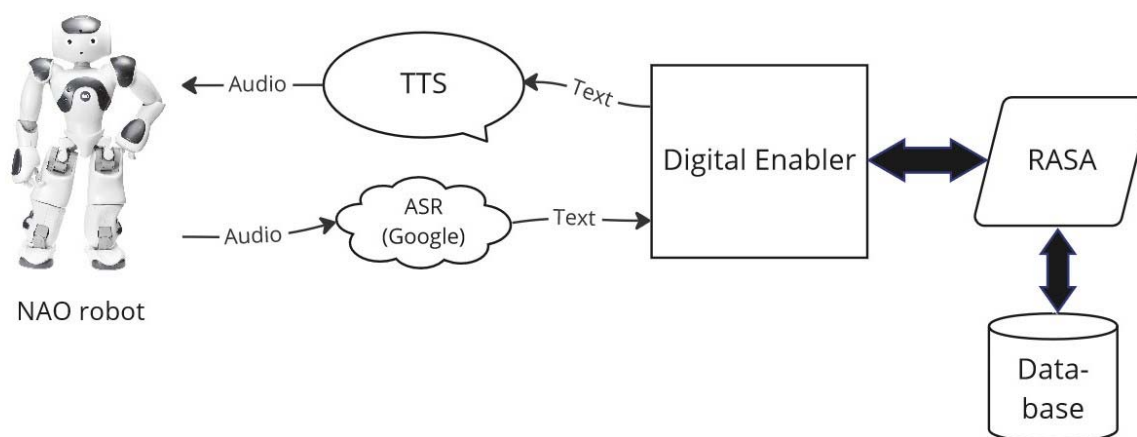 Audio
TTS
Text
Digital Enabler
RASA
Audio
ASR
(Google)
Text
NAO robot
Data-
base